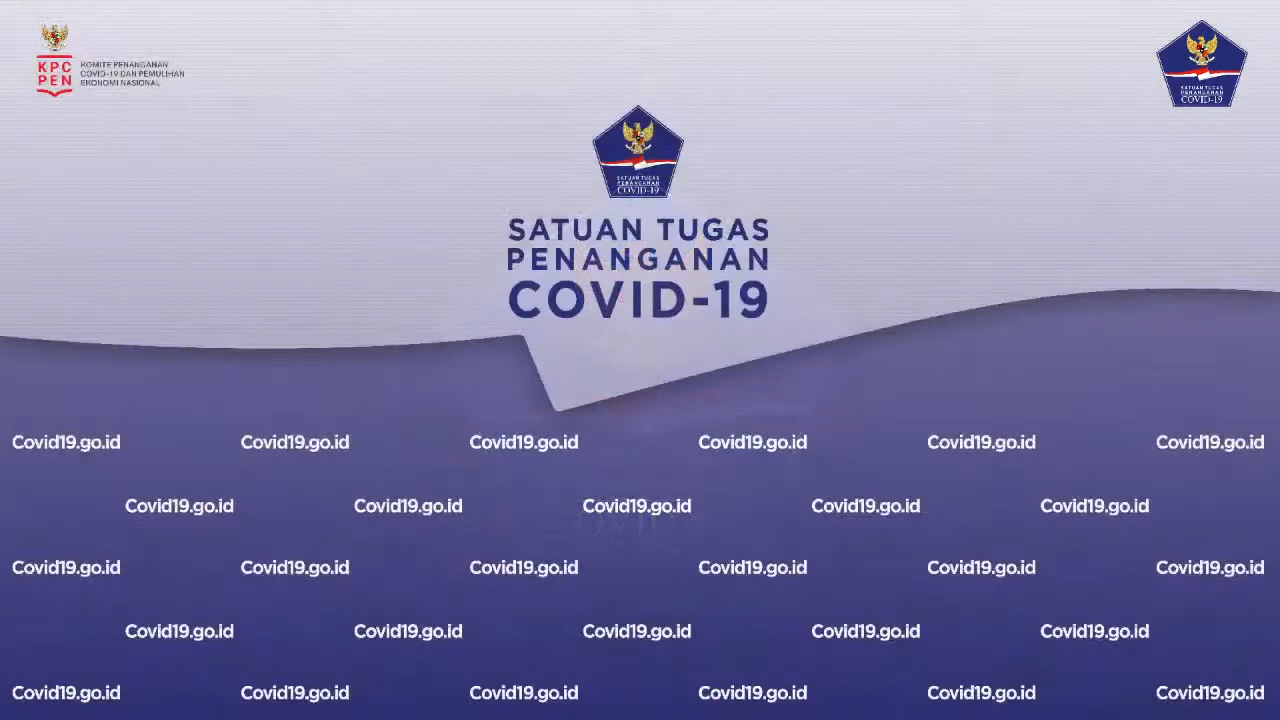 KPC
PEN
KOMITE PENANGANAN
COVID-19 DAN PEMULIHAN
EKONOMI NASIONAL
SATUAN TUGAS
PENANGANAN
COVID-19
SATUAN TUGAS
PENANGANAN
COVID-19
SATUAN TUGAS
PENANGANAN
COVID-19
Covid19.go.id Covid19.go.id Covid19.go.id Covid19.go.id Covid19.go.id Covid19.go.id
Covid19.go.id Covid19.go.id Covid19.go.id Covid19.go.id Covid19.go.id
Covid19.go.id Covid19.go.id Covid19.go.id Covid19.go.id Covid19.go.id Covid19.go.id
Covid19.go.id Covid19.go.id Covid19.go.id Covid19.go.id Covid19.go.id
Covid19.go.id Covid19.go.id Covid19.go.id Covid19.go.id Covid19.go.id Covid19.go.id